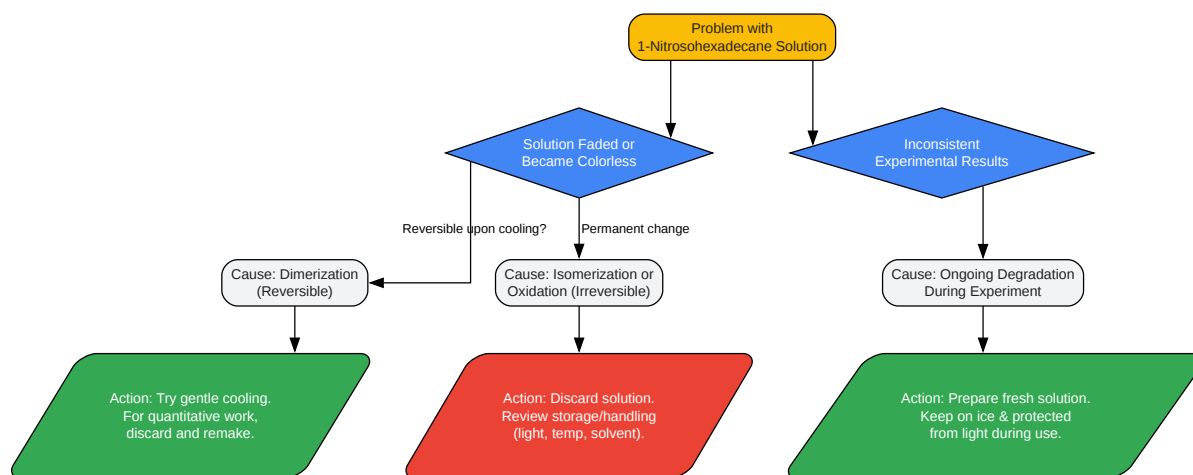 Problem with
1-Nitrosohexadecane Solution
Solution Faded or
Became Colorless
Inconsistent
Experimental Results
Reversible upon cooling?
Permanent change
Cause: Dimerization
(Reversible)
Cause: Isomerization or
Oxidation (Irreversible)
Cause: Ongoing Degradation
During Experiment
Action: Try gentle cooling.
For quantitative work,
discard and remake.
Action: Discard solution.
Review storage/handling
(light, temp, solvent).
Action: Prepare fresh solution.
Keep on ice & protected
from light during use.